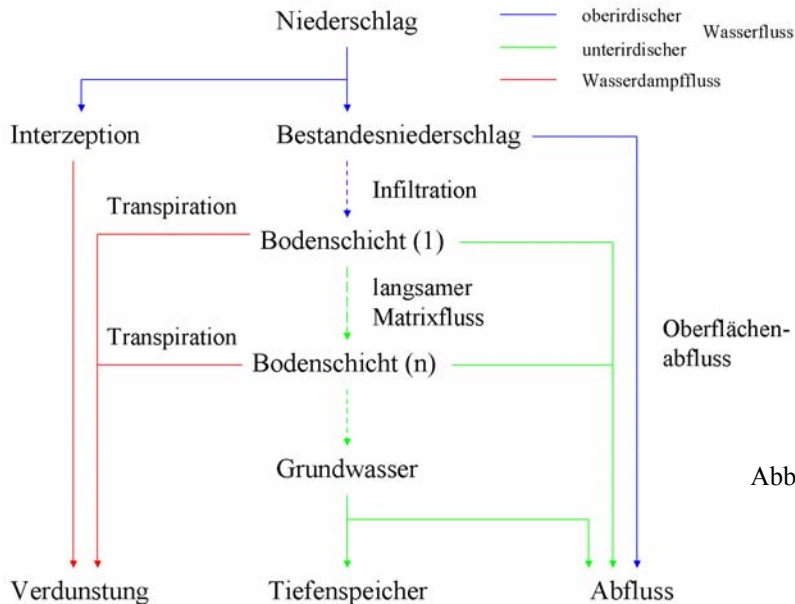 Niederschlag
oberirdischer
Wasserfluss
unterirdischer
Wasserdampffluss
Interzeption
Bestandesniederschlag
Infiltration
Transpiration
Bodenschicht (1)
langsamer
Matrixfluss
Transpiration
Bodenschicht (n)
Oberflächen-
abfluss
Grundwasser
Abb
Verdunstung
Tiefenspeicher
Abfluss